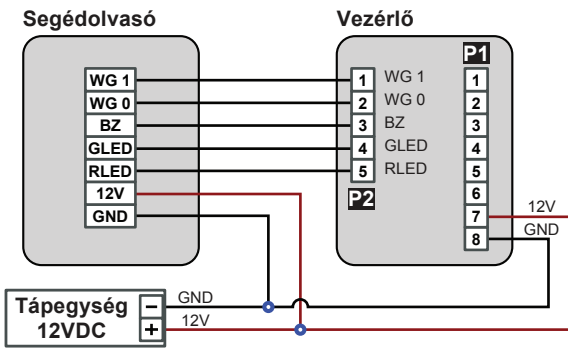 Segédolvasó
Vezérlő
P1
WG 1
WG 0
BZ
GLED
RLED
12V
GND
1 WG 1
2 WG 0
3 BZ
4 GLED
5 RLED
P2
1
2
3
4
5
6
7
8
12V
GND
Tápegység
12VDC
−
+
GND
12V